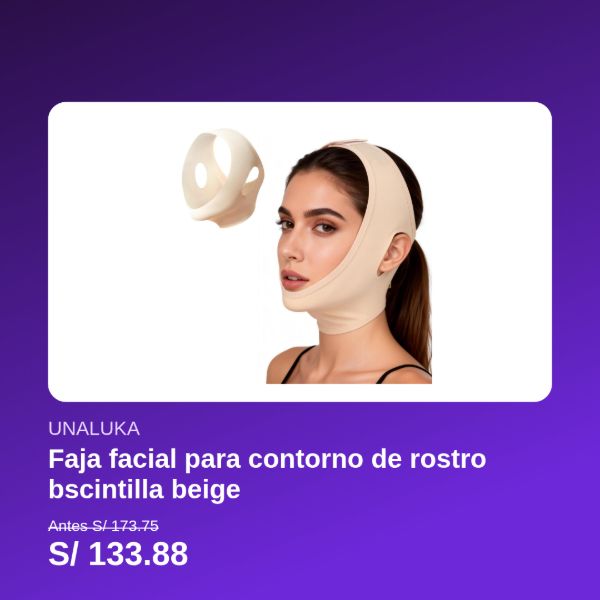 UNALUKA
Faja facial para contorno de rostro
bscintilla beige
Antes S/ 173.75
S/ 133.88